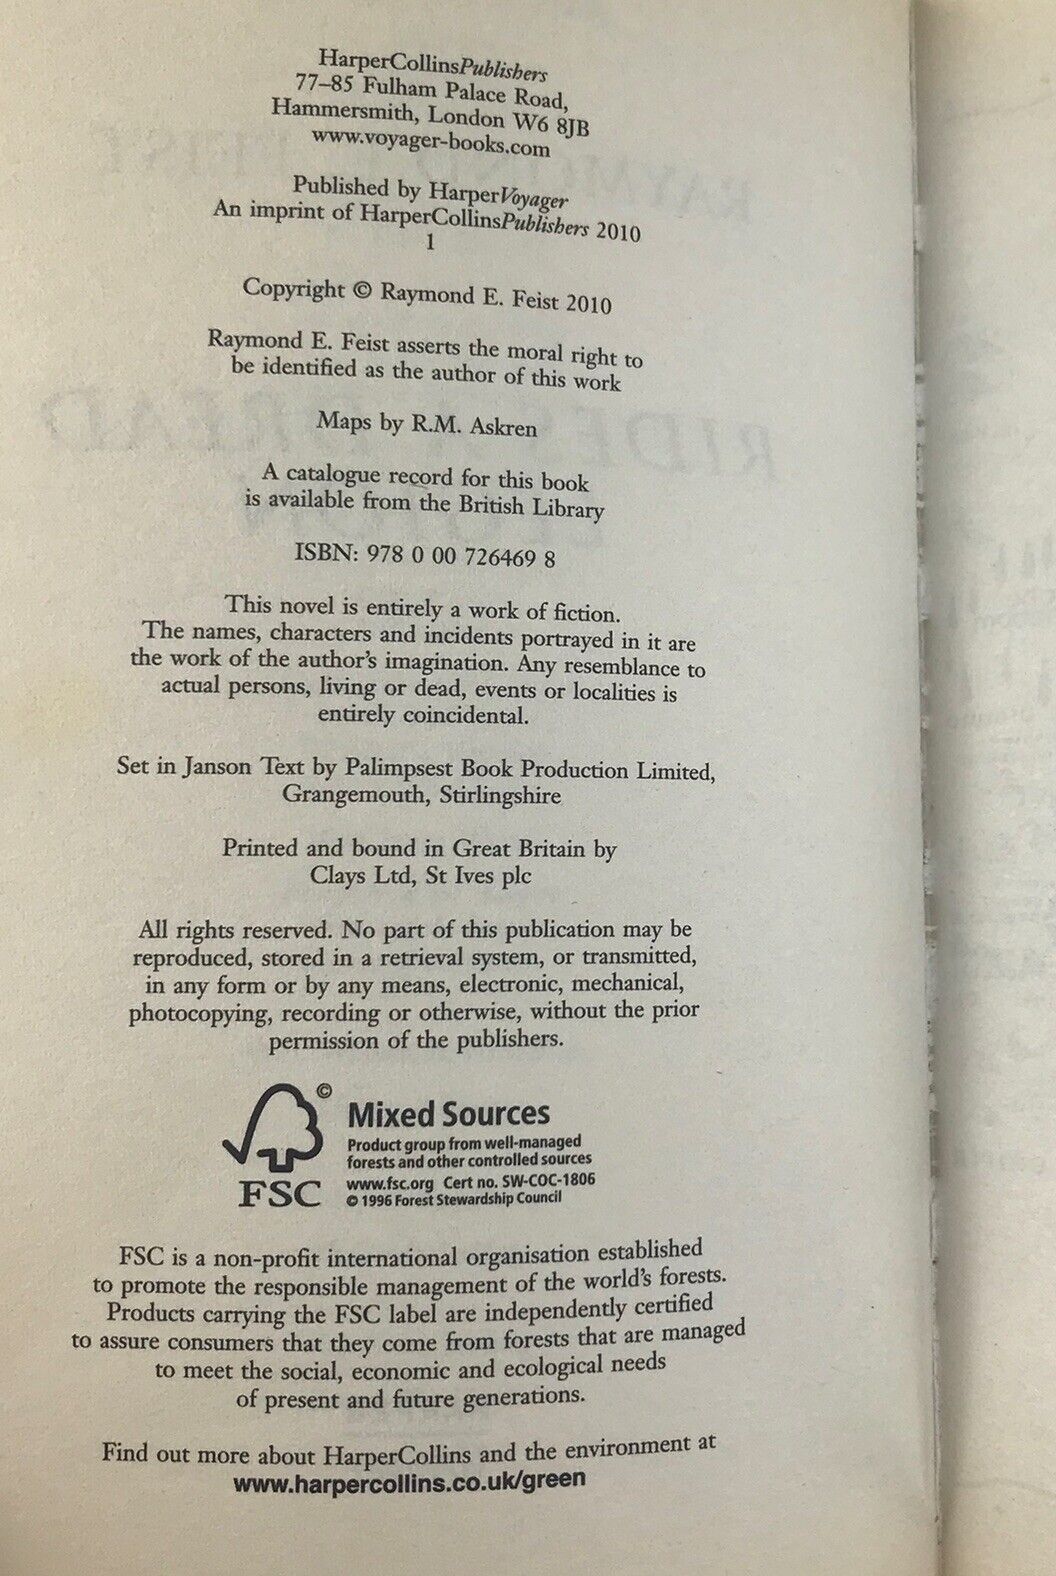 HarperCollinsPublishers
77–85 Fulham Palace Road,
Hammersmith, London W6 8JB
www.voyager-books.com
Published by HarperVoyager
An imprint of HarperCollinsPublishers 2010
1
Copyright © Raymond E. Feist 2010
Raymond E. Feist asserts the moral right to
be identified as the author of this work
Maps by R.M. Askren
A catalogue record for this book
is available from the British Library
ISBN: 978 0 00 726469 8
This novel is entirely a work of fiction.
The names, characters and incidents portrayed in it are
the work of the author's imagination. Any resemblance to
actual persons, living or dead, events or localities is
entirely coincidental.
Set in Janson Text by Palimpsest Book Production Limited,
Grangemouth, Stirlingshire
Printed and bound in Great Britain by
Clays Ltd, St Ives plc
All rights reserved. No part of this publication may be
reproduced, stored in a retrieval system, or transmitted,
in any form or by any means, electronic, mechanical,
photocopying, recording or otherwise, without the prior
permission of the publishers.
©
Mixed Sources
Product group from well-managed
forests and other controlled sources
www.fsc.org Cert no. SW-COC-1806
© 1996 Forest Stewardship Council
FSC
FSC is a non-profit international organisation established
to promote the responsible management of the world's forests.
Products carrying the FSC label are independently certified
to assure consumers that they come from forests that are managed
to meet the social, economic and ecological needs
of present and future generations.
Find out more about HarperCollins and the environment at
www.harpercollins.co.uk/green